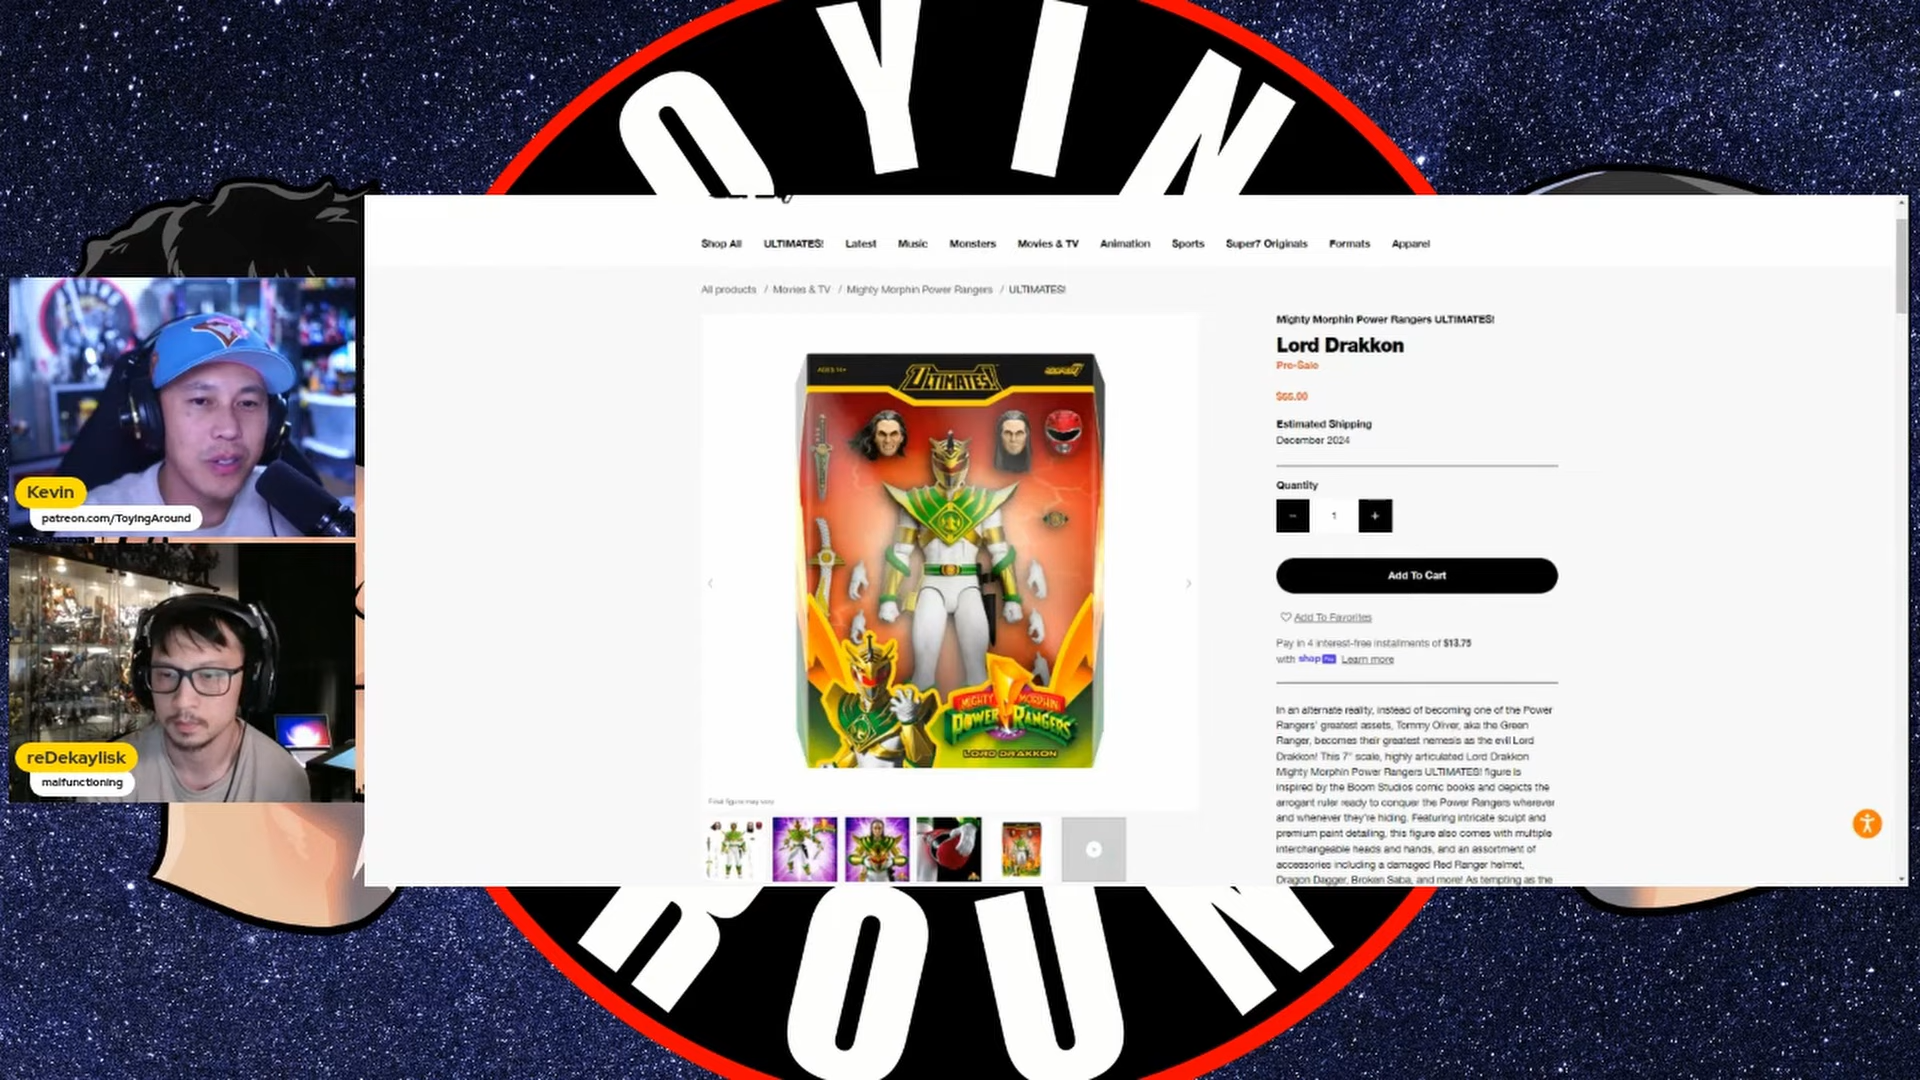 OYIN
Shop All ULTIMATES! Latest Music Monsters Movies & TV Animation Sports Super7 Originals Formats Apparel
All products / Movies & TV / Mighty Morphin Power Rangers / ULTIMATES!
Mighty Morphin Power Rangers ULTIMATES!
Lord Drakkon
Pre-Sale
$55.00
Estimated Shipping
December 2024
Quantity
- 1 +
Add To Cart
Add To Favorites
Pay in 4 interest-free installments of $13.75
with shop Pay Learn more
In an alternate reality, instead of becoming one of the Power
Rangers' greatest assets, Tommy Oliver, aka the Green
Ranger, becomes their greatest nemesis as the evil Lord
Drakkon! This 7" scale, highly articulated Lord Drakkon
Mighty Morphin Power Rangers ULTIMATES! figure is
inspired by the Boom Studios comic books and depicts the
arrogant ruler ready to conquer the Power Rangers wherever
and whenever they're hiding. Featuring intricate sculpt and
premium paint detailing, this figure also comes with multiple
interchangeable heads and hands, and an assortment of
accessories including a damaged Red Ranger helmet,
Dragon Dagger, Broken Saba, and more! As tempting as the
AGES 14+
ULTIMATES!
SUPER7
MIGHTY MORPHIN
POWER RANGERS
LORD DRAKKON
Final figure may vary
Kevin
patreon.com/ToyingAround
reDekaylisk
malfunctioning
ROUN